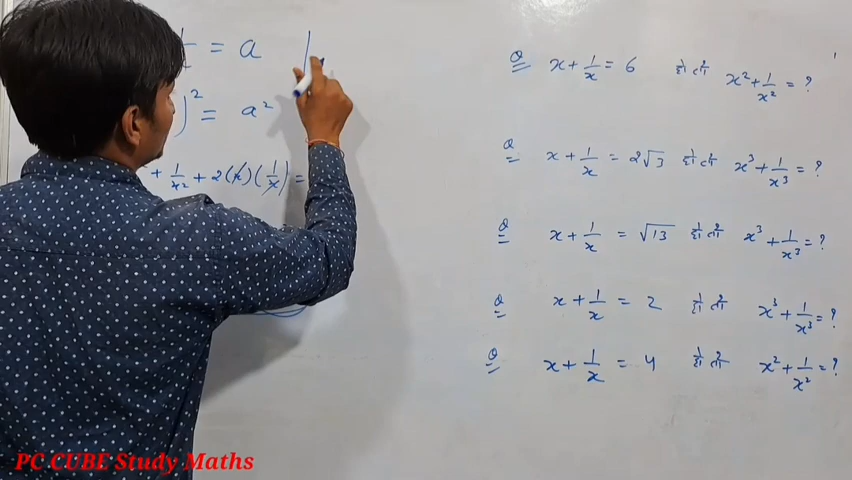 = a
)² = a²
+ 1/x² + 2(x)(1/x) =
Q x + 1/x = 6 हो तो x² + 1/x² = ?
Q x + 1/x = 2√3 हो तो x³ + 1/x³ = ?
Q x + 1/x = √13 हो तो x³ + 1/x³ = ?
Q x + 1/x = 2 हो तो x³ + 1/x³ = ?
Q x + 1/x = 4 हो तो x² + 1/x² = ?
PC CUBE Study Maths